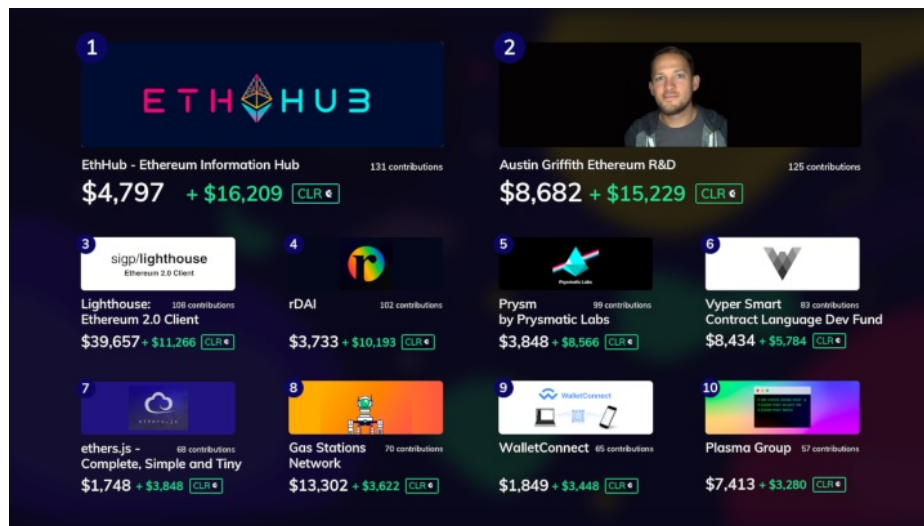 1
ETH HUB
EthHub - Ethereum Information Hub 131 contributions
$4,797 + $16,209 CLR
2
Austin Griffith Ethereum R&D 125 contributions
$8,682 + $15,229 CLR
3
sigp/lighthouse
Ethereum 2.0 Client
Lighthouse: 108 contributions
Ethereum 2.0 Client
$39,657 + $11,266 CLR
4
r
rDAI 102 contributions
$3,733 + $10,193 CLR
5
Prysmatic Labs
Prysm 99 contributions
by Prysmatic Labs
$3,848 + $8,566 CLR
6
Vyper Smart 83 contributions
Contract Language Dev Fund
$8,434 + $5,784 CLR
7
ethers.js
ethers.js - 68 contributions
Complete, Simple and Tiny
$1,748 + $3,848 CLR
8
Gas Stations 70 contributions
Network
$13,302 + $3,622 CLR
9
WalletConnect
WalletConnect 65 contributions
$1,849 + $3,448 CLR
10
Plasma Group 57 contributions
$7,413 + $3,280 CLR